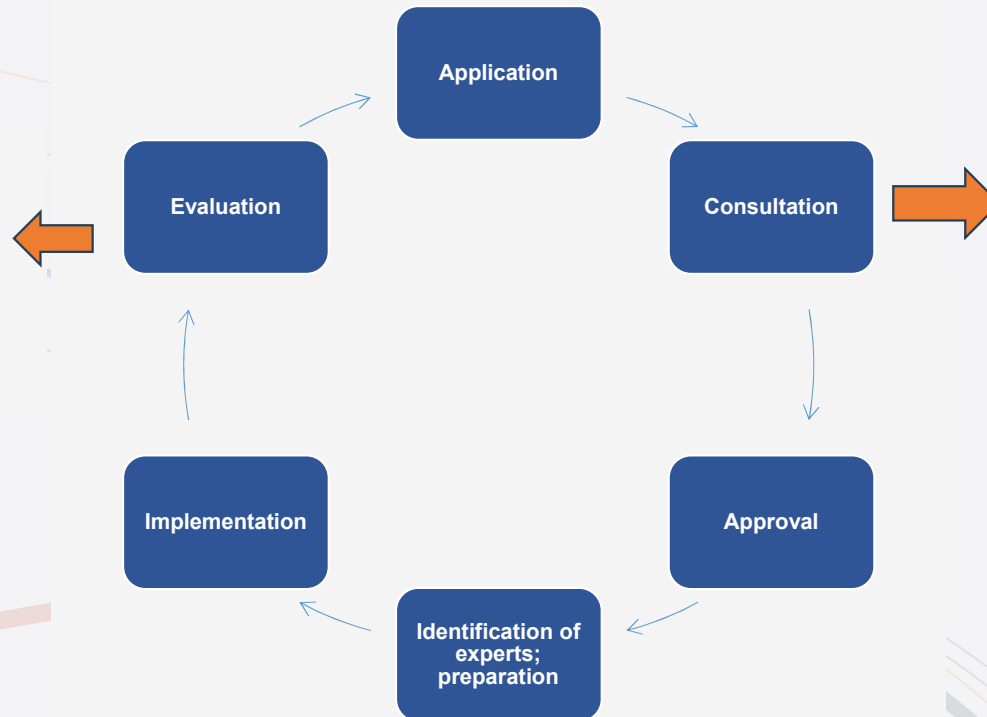 Application
Consultation
Approval
Identification of
experts;
preparation
Implementation
Evaluation